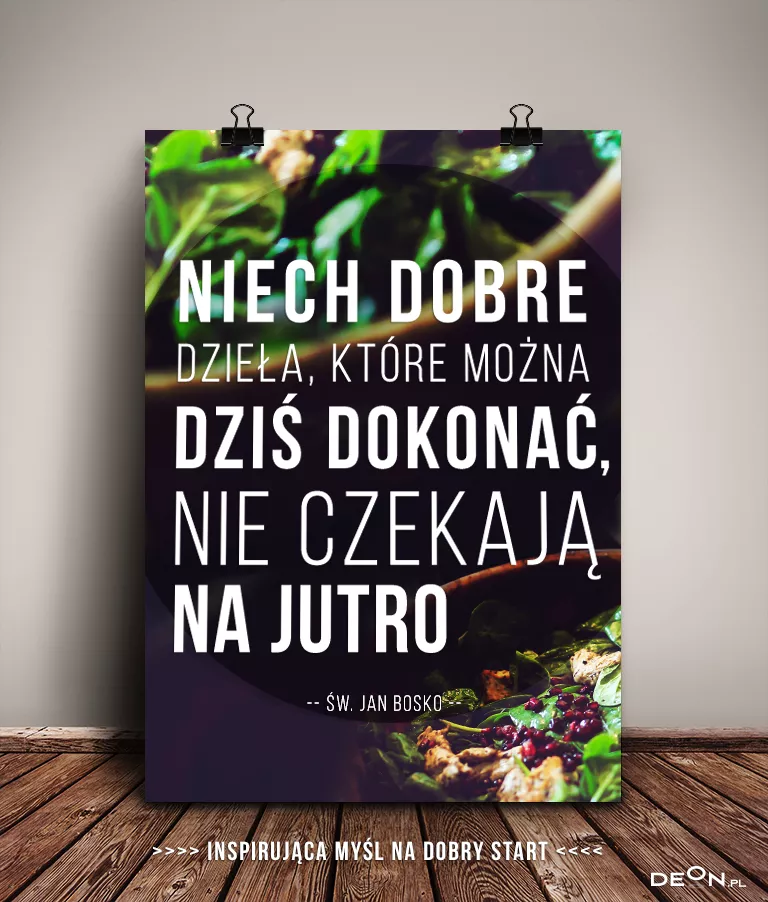 NIECH DOBRE
DZIEŁA, KTÓRE MOŻNA
DZIŚ DOKONAĆ,
NIE CZEKAJĄ
NA JUTRO
-- ŚW. JAN BOSKO --
>>>> INSPIRUJĄCA MYŚL NA DOBRY START <<<<
DEON.PL